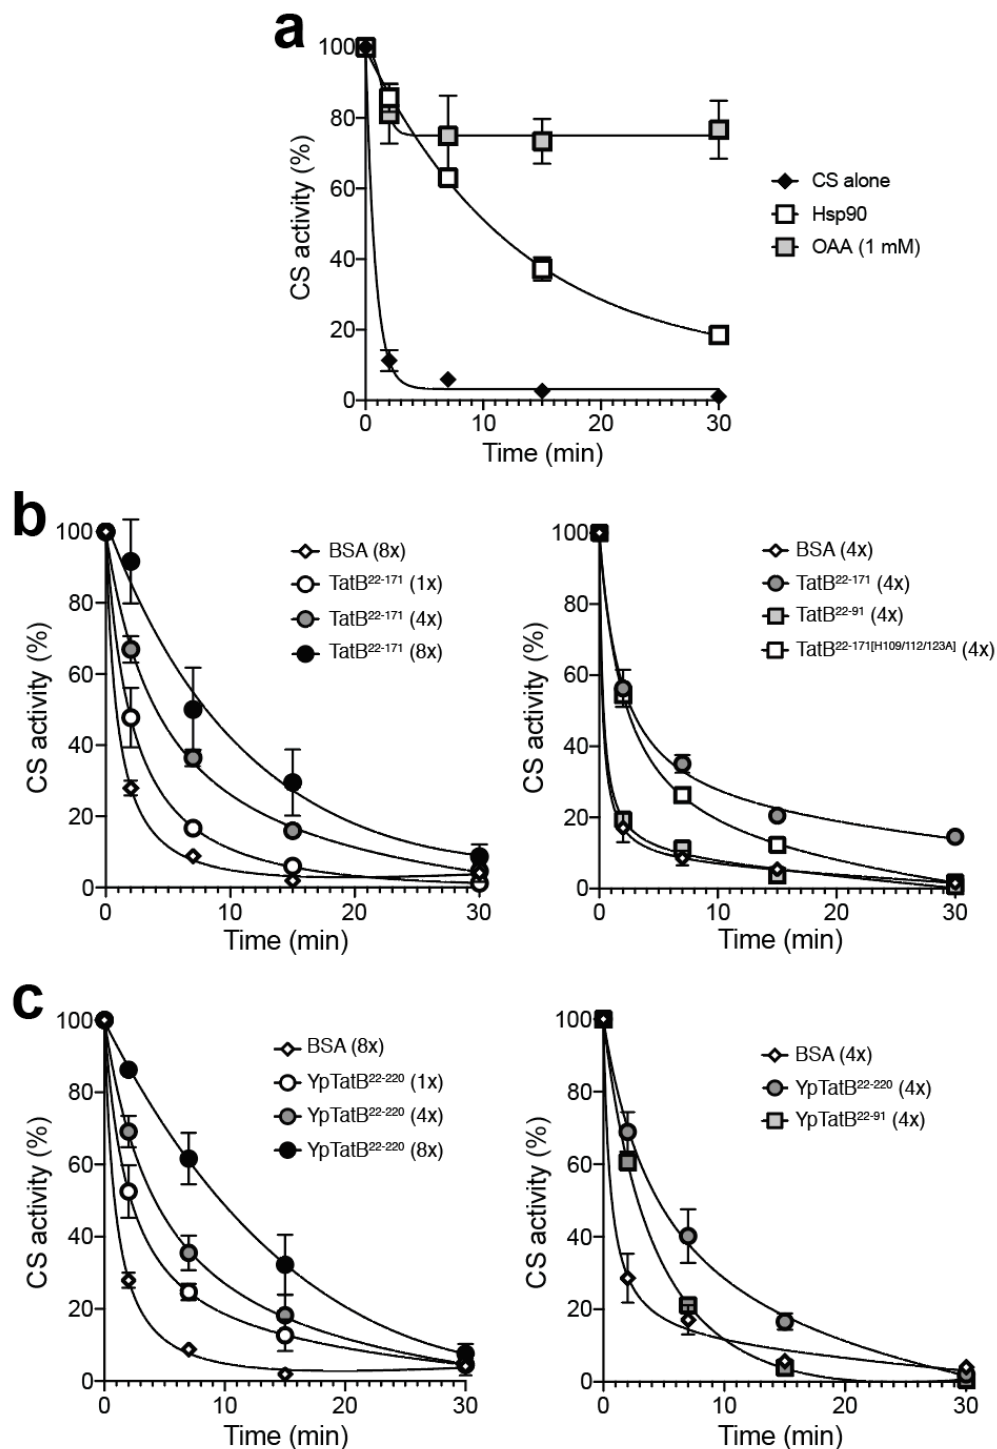 a
CS activity (%)
100
80
60
40
20
0
0 10 20 30
Time (min)
CS alone
Hsp90
OAA (1 mM)
b
CS activity (%)
100
80
60
40
20
0
0 10 20 30
Time (min)
BSA (8x)
TatB22-171 (1x)
TatB22-171 (4x)
TatB22-171 (8x)
CS activity (%)
100
80
60
40
20
0
0 10 20 30
Time (min)
BSA (4x)
TatB22-171 (4x)
TatB22-91 (4x)
TatB22-171[H109/112/123A] (4x)
c
CS activity (%)
100
80
60
40
20
0
0 10 20 30
Time (min)
BSA (8x)
YpTatB22-220 (1x)
YpTatB22-220 (4x)
YpTatB22-220 (8x)
CS activity (%)
100
80
60
40
20
0
0 10 20 30
Time (min)
BSA (4x)
YpTatB22-220 (4x)
YpTatB22-91 (4x)